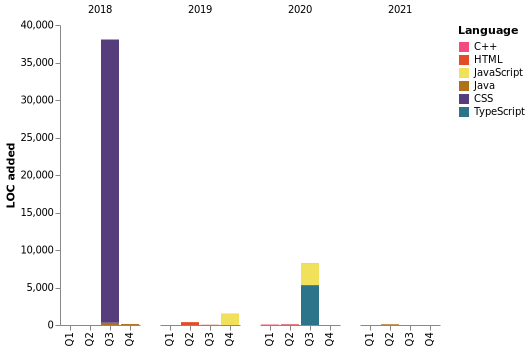 2018 2019 2020 2021
Language
C++
HTML
JavaScript
Java
CSS
TypeScript
LOC added
40,000
35,000
30,000
25,000
20,000
15,000
10,000
5,000
0
Q1 Q2 Q3 Q4 Q1 Q2 Q3 Q4 Q1 Q2 Q3 Q4 Q1 Q2 Q3 Q4